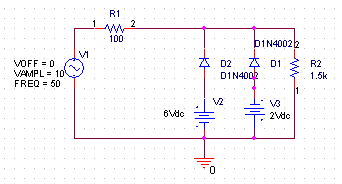 R1
1 2
100
V1
VOFF = 0
VAMPL = 10
FREQ = 50
D1N4002
D2
D1N4002
D1
2
R2
1.5k
1
V2
6Vdc
V3
2Vdc
0